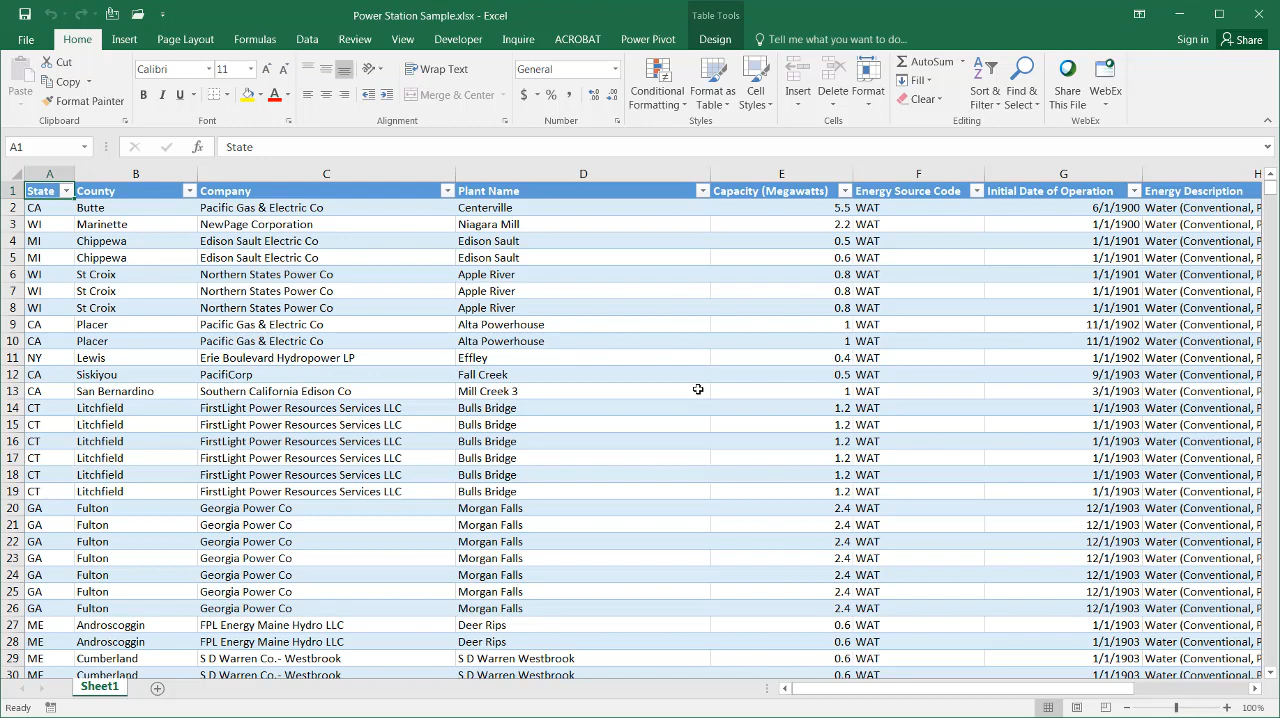 Power Station Sample.xlsx - Excel
Table Tools
File Home Insert Page Layout Formulas Data Review View Developer Inquire ACROBAT Power Pivot Design Tell me what you want to do... Sign in Share
Paste
Cut
Copy
Format Painter
Clipboard
Calibri 11
B I U A
Font
Wrap Text
Merge & Center
Alignment
General
$ % ,
Number
Conditional Formatting
Format as Table
Cell Styles
Styles
Insert
Delete
Format
Cells
AutoSum
Fill
Clear
Sort & Filter
Find & Select
Editing
Share This File
WebEx
WebEx
A1 fx State
A B C D E F G H
1 State County Company Plant Name Capacity (Megawatts) Energy Source Code Initial Date of Operation Energy Description
2 CA Butte Pacific Gas & Electric Co Centerville 5.5 WAT 6/1/1900 Water (Conventional, P
3 WI Marinette NewPage Corporation Niagara Mill 2.2 WAT 1/1/1900 Water (Conventional, P
4 MI Chippewa Edison Sault Electric Co Edison Sault 0.5 WAT 1/1/1901 Water (Conventional, P
5 MI Chippewa Edison Sault Electric Co Edison Sault 0.6 WAT 1/1/1901 Water (Conventional, P
6 WI St Croix Northern States Power Co Apple River 0.8 WAT 1/1/1901 Water (Conventional, P
7 WI St Croix Northern States Power Co Apple River 0.8 WAT 1/1/1901 Water (Conventional, P
8 WI St Croix Northern States Power Co Apple River 0.8 WAT 1/1/1901 Water (Conventional, P
9 CA Placer Pacific Gas & Electric Co Alta Powerhouse 1 WAT 11/1/1902 Water (Conventional, P
10 CA Placer Pacific Gas & Electric Co Alta Powerhouse 1 WAT 11/1/1902 Water (Conventional, P
11 NY Lewis Erie Boulevard Hydropower LP Effley 0.4 WAT 1/1/1902 Water (Conventional, P
12 CA Siskiyou PacifiCorp Fall Creek 0.5 WAT 9/1/1903 Water (Conventional, P
13 CA San Bernardino Southern California Edison Co Mill Creek 3 1 WAT 3/1/1903 Water (Conventional, P
14 CT Litchfield FirstLight Power Resources Services LLC Bulls Bridge 1.2 WAT 1/1/1903 Water (Conventional, P
15 CT Litchfield FirstLight Power Resources Services LLC Bulls Bridge 1.2 WAT 1/1/1903 Water (Conventional, P
16 CT Litchfield FirstLight Power Resources Services LLC Bulls Bridge 1.2 WAT 1/1/1903 Water (Conventional, P
17 CT Litchfield FirstLight Power Resources Services LLC Bulls Bridge 1.2 WAT 1/1/1903 Water (Conventional, P
18 CT Litchfield FirstLight Power Resources Services LLC Bulls Bridge 1.2 WAT 1/1/1903 Water (Conventional, P
19 CT Litchfield FirstLight Power Resources Services LLC Bulls Bridge 1.2 WAT 1/1/1903 Water (Conventional, P
20 GA Fulton Georgia Power Co Morgan Falls 2.4 WAT 12/1/1903 Water (Conventional, P
21 GA Fulton Georgia Power Co Morgan Falls 2.4 WAT 12/1/1903 Water (Conventional, P
22 GA Fulton Georgia Power Co Morgan Falls 2.4 WAT 12/1/1903 Water (Conventional, P
23 GA Fulton Georgia Power Co Morgan Falls 2.4 WAT 12/1/1903 Water (Conventional, P
24 GA Fulton Georgia Power Co Morgan Falls 2.4 WAT 12/1/1903 Water (Conventional, P
25 GA Fulton Georgia Power Co Morgan Falls 2.4 WAT 12/1/1903 Water (Conventional, P
26 GA Fulton Georgia Power Co Morgan Falls 2.4 WAT 12/1/1903 Water (Conventional, P
27 ME Androscoggin FPL Energy Maine Hydro LLC Deer Rips 0.6 WAT 1/1/1903 Water (Conventional, P
28 ME Androscoggin FPL Energy Maine Hydro LLC Deer Rips 0.6 WAT 1/1/1903 Water (Conventional, P
29 ME Cumberland S D Warren Co.- Westbrook S D Warren Westbrook 0.6 WAT 1/1/1903 Water (Conventional, P
30 ME Cumberland S D Warren Co.- Westbrook S D Warren Westbrook 0.6 WAT 1/1/1903 Water (Conventional, P
Sheet1
Ready 100%